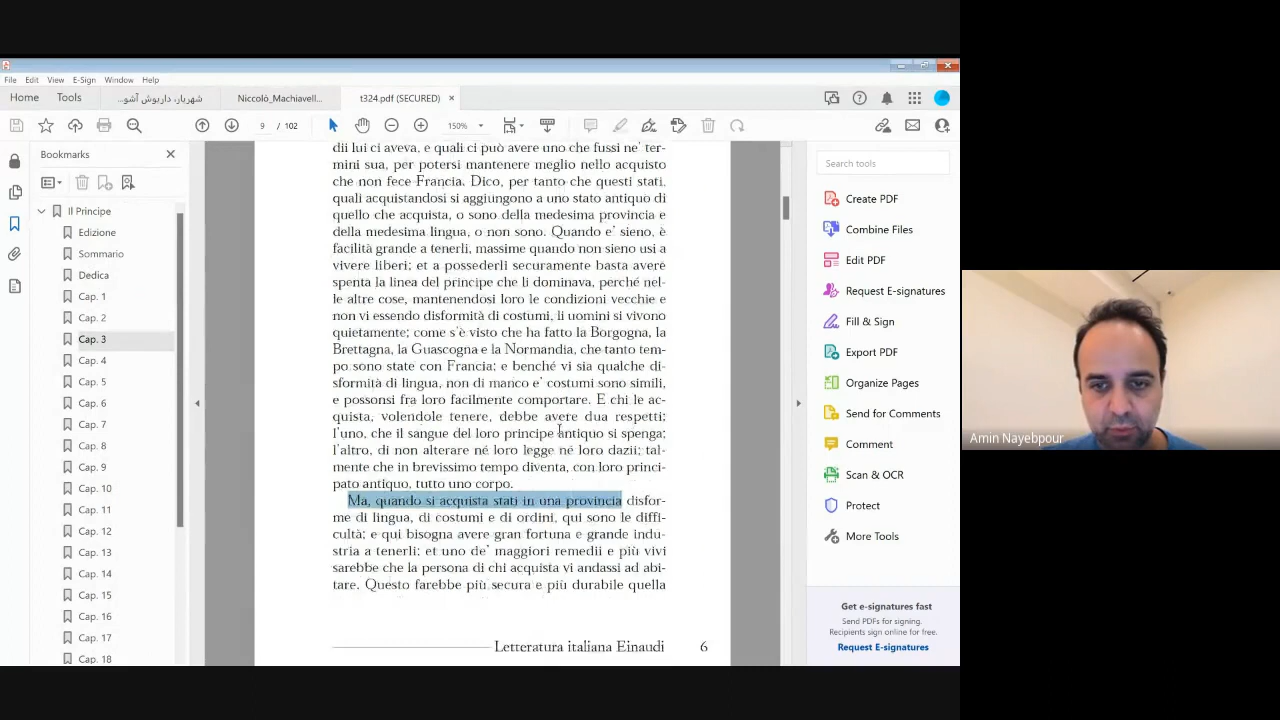 File Edit View E-Sign Window Help
Home Tools شهریار، داریوش آشو... Niccoló_Machiavell... t324.pdf (SECURED)
9 / 102 150%
Bookmarks
Il Principe
Edizione
Sommario
Dedica
Cap. 1
Cap. 2
Cap. 3
Cap. 4
Cap. 5
Cap. 6
Cap. 7
Cap. 8
Cap. 9
Cap. 10
Cap. 11
Cap. 12
Cap. 13
Cap. 14
Cap. 15
Cap. 16
Cap. 17
Cap. 18
dii lui ci aveva, e quali ci può avere uno che fussi ne' ter-
mini sua, per potersi mantenere meglio nello acquisto
che non fece Francia. Dico, per tanto che questi stati,
quali acquistandosi si aggiungono a uno stato antiquo di
quello che acquista, o sono della medesima provincia e
della medesima lingua, o non sono. Quando e' sieno, è
facilità grande a tenerli, massime quando non sieno usi a
vivere liberi; et a possederli securamente basta avere
spenta la linea del principe che li dominava, perché nel-
le altre cose, mantenendosi loro le condizioni vecchie e
non vi essendo disformità di costumi, li uomini si vivono
quietamente; come s'è visto che ha fatto la Borgogna, la
Brettagna, la Guascogna e la Normandia, che tanto tem-
po sono state con Francia; e benché vi sia qualche di-
sformità di lingua, non di manco e' costumi sono simili,
e possonsi fra loro facilmente comportare. E chi le ac-
quista, volendole tenere, debbe avere dua respetti:
l'uno, che il sangue del loro principe antiquo si spenga;
l'altro, di non alterare né loro legge né loro dazii; tal-
mente che in brevissimo tempo diventa, con loro princi-
pato antiquo, tutto uno corpo.
Ma, quando si acquista stati in una provincia disfor-
me di lingua, di costumi e di ordini, qui sono le diffi-
cultà; e qui bisogna avere gran fortuna e grande indu-
stria a tenerli; et uno de' maggiori remedii e più vivi
sarebbe che la persona di chi acquista vi andassi ad abi-
tare. Questo farebbe più secura e più durabile quella
Letteratura italiana Einaudi 6
Search tools
Create PDF
Combine Files
Edit PDF
Request E-signatures
Fill & Sign
Export PDF
Organize Pages
Send for Comments
Comment
Scan & OCR
Protect
More Tools
Get e-signatures fast
Send PDFs for signing.
Recipients sign online for free.
Request E-signatures
Amin Nayebpour